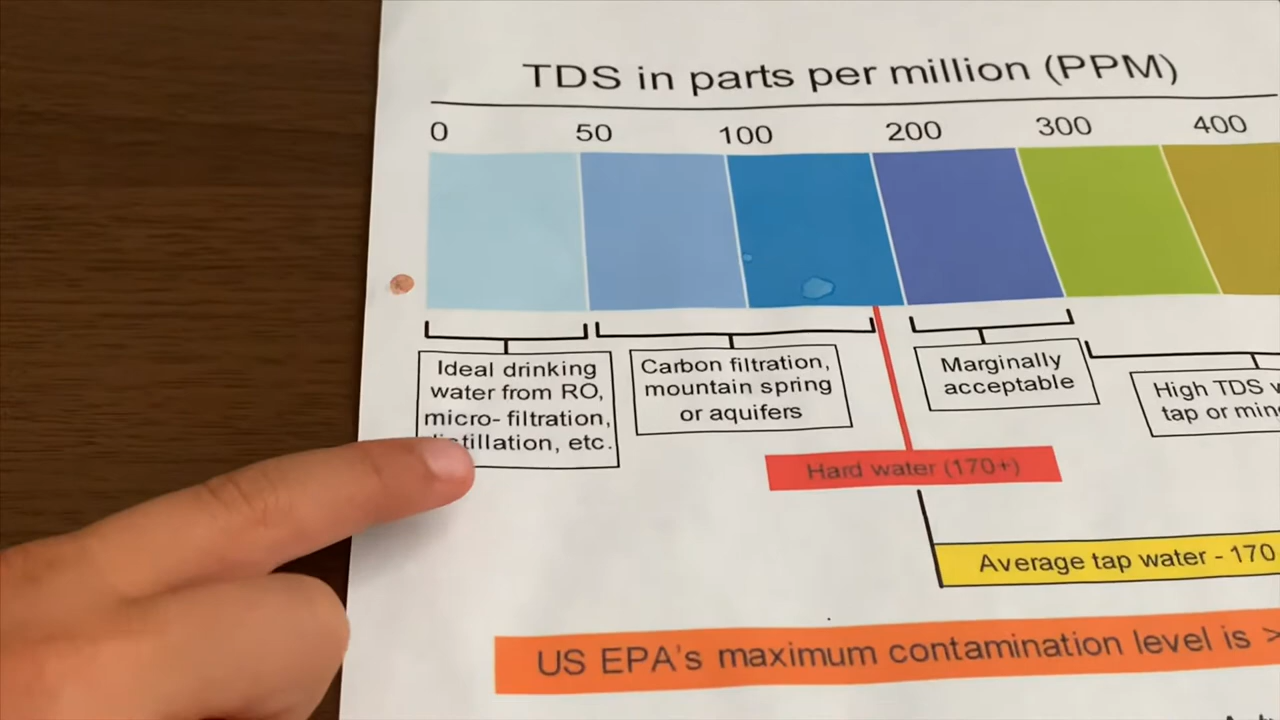 TDS in parts per million (PPM)
0 50 100 200 300 400
Ideal drinking
water from RO,
micro- filtration,
etc.
Carbon filtration,
mountain spring
or aquifers
Marginally
acceptable
High TDS
tap or
Hard water (170+)
Average tap water - 170
US EPA's maximum contamination level is >